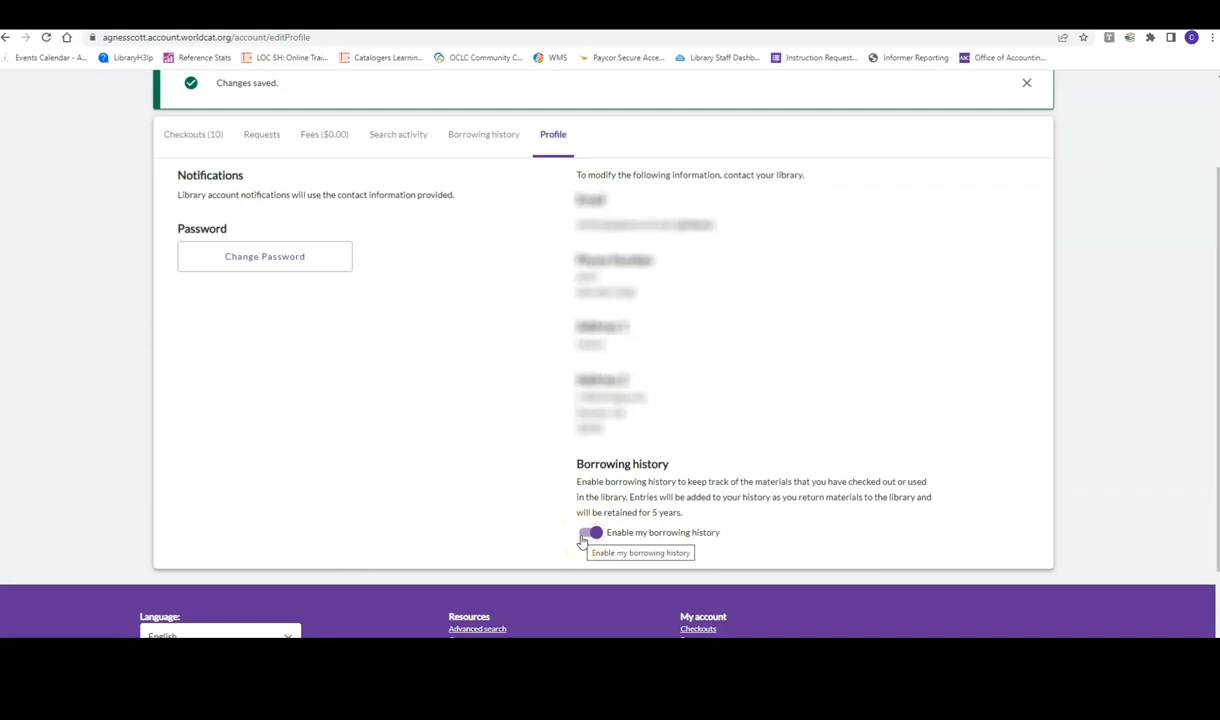 agnesscott.account.worldcat.org/account/editProfile
Events Calendar - A...
LibraryH3lp
Reference Stats
LOC SH: Online Trai...
Catalogers Learnin...
OCLC Community C...
WMS
Paycor Secure Acce...
Library Staff Dashb...
Instruction Request...
Informer Reporting
Office of Accountin...
Changes saved.
Checkouts (10)
Requests
Fees ($0.00)
Search activity
Borrowing history
Profile
Notifications
Library account notifications will use the contact information provided.
Password
Change Password
To modify the following information, contact your library.
Borrowing history
Enable borrowing history to keep track of the materials that you have checked out or used
in the library. Entries will be added to your history as you return materials to the library and
will be retained for 5 years.
Enable my borrowing history
Enable my borrowing history
Language:
English
Resources
Advanced search
My account
Checkouts